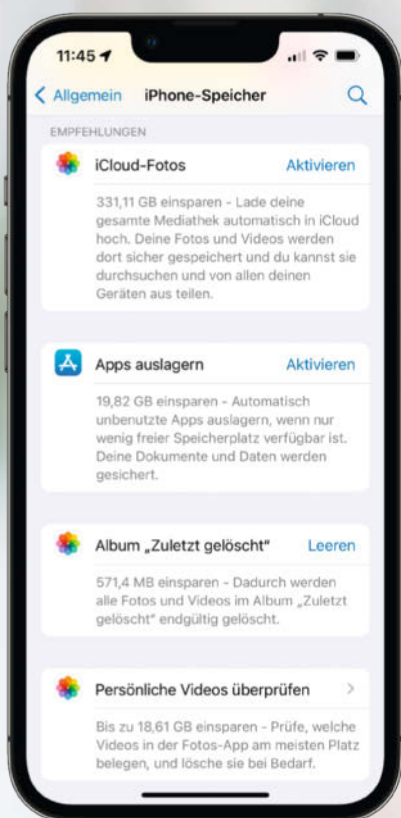 11:45
Allgemein iPhone-Speicher
EMPFEHLUNGEN
iCloud-Fotos Aktivieren
331,11 GB einsparen - Lade deine
gesamte Mediathek automatisch in iCloud
hoch. Deine Fotos und Videos werden
dort sicher gespeichert und du kannst sie
durchsuchen und von allen deinen
Geräten aus teilen.
Apps auslagern Aktivieren
19,82 GB einsparen - Automatisch
unbenutzte Apps auslagern, wenn nur
wenig freier Speicherplatz verfügbar ist.
Deine Dokumente und Daten werden
gesichert.
Album „Zuletzt gelöscht“ Leeren
571,4 MB einsparen - Dadurch werden
alle Fotos und Videos im Album „Zuletzt
gelöscht“ endgültig gelöscht.
Persönliche Videos überprüfen
Bis zu 18,61 GB einsparen - Prüfe, welche
Videos in der Fotos-App am meisten Platz
belegen, und lösche sie bei Bedarf.